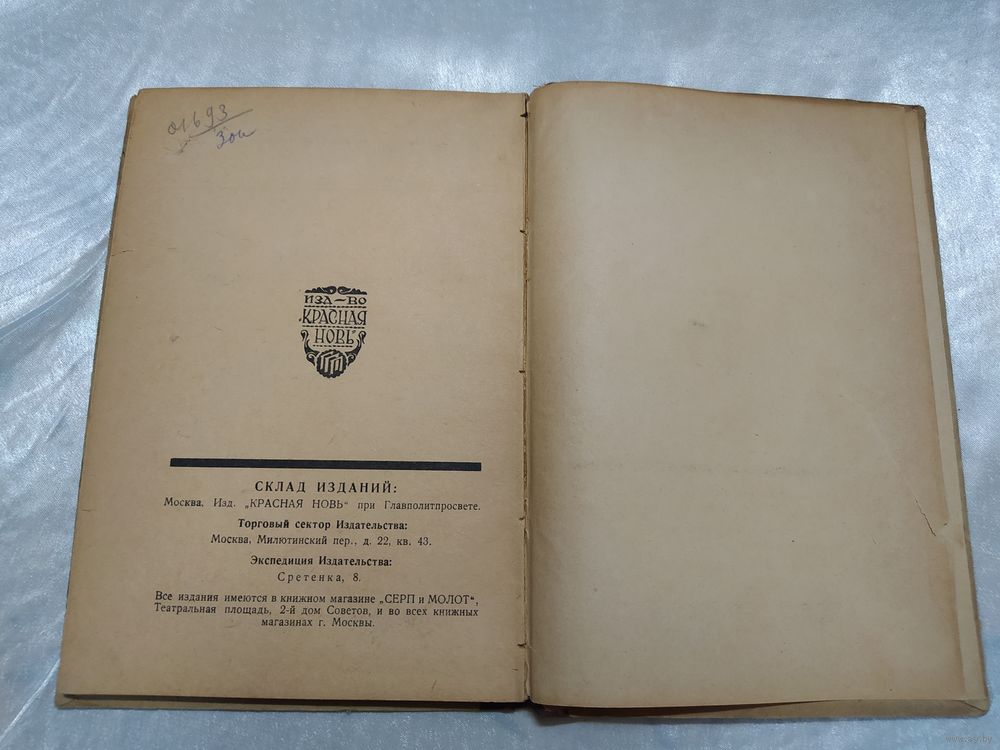 01693
ИЗД-ВО
„КРАСНАЯ
НОВЬ"
СКЛАД ИЗДАНИЙ:
Москва. Изд. „КРАСНАЯ НОВЬ" при Главполитпросвете.
Торговый сектор Издательства:
Москва, Милютинский пер., д. 22, кв. 43.
Экспедиция Издательства:
Сретенка, 8.
Все издания имеются в книжном магазине „СЕРП и МОЛОТ",
Театральная площадь, 2-й дом Советов, и во всех книжных
магазинах г. Москвы.